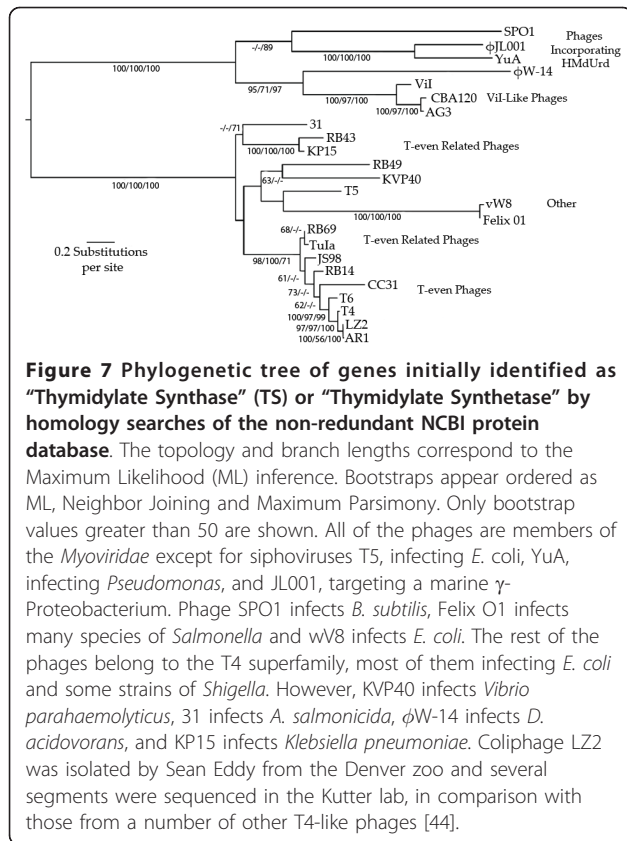 SPO1
-/-/89
ϕJL001
Phages
Incorporating
HMdUrd
100/100/100
YuA
100/100/100
ϕW-14
95/71/97
ViI
100/97/100
CBA120
ViI-Like Phages
100/97/100
AG3
-/-/71
31
RB43
T-even Related Phages
100/100/100
KP15
RB49
100/100/100
63/-/-
KVP40
T5
vW8
Other
100/100/100
Felix 01
68/-/-
RB69
T-even Related Phages
0.2 Substitutions
per site
TuIa
98/100/71
JS98
61/-/-
RB14
73/-/-
CC31
T-even Phages
62/-/-
T6
100/97/99
T4
97/97/100
LZ2
100/56/100
AR1
Figure 7 Phylogenetic tree of genes initially identified as
“Thymidylate Synthase” (TS) or “Thymidylate Synthetase” by
homology searches of the non-redundant NCBI protein
database. The topology and branch lengths correspond to the
Maximum Likelihood (ML) inference. Bootstraps appear ordered as
ML, Neighbor Joining and Maximum Parsimony. Only bootstrap
values greater than 50 are shown. All of the phages are members of
the Myoviridae except for siphoviruses T5, infecting E. coli, YuA,
infecting Pseudomonas, and JL001, targeting a marine γ-
Proteobacterium. Phage SPO1 infects B. subtilis, Felix O1 infects
many species of Salmonella and wV8 infects E. coli. The rest of the
phages belong to the T4 superfamily, most of them infecting E. coli
and some strains of Shigella. However, KVP40 infects Vibrio
parahaemolyticus, 31 infects A. salmonicida, ϕW-14 infects D.
acidovorans, and KP15 infects Klebsiella pneumoniae. Coliphage LZ2
was isolated by Sean Eddy from the Denver zoo and several
segments were sequenced in the Kutter lab, in comparison with
those from a number of other T4-like phages [44].